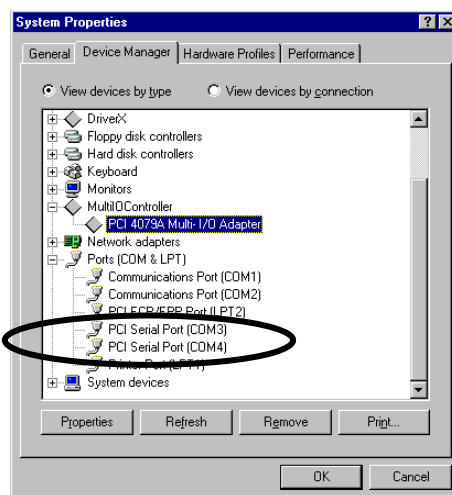 System Properties
General Device Manager Hardware Profiles Performance
View devices by type View devices by connection
DriverX
Floppy disk controllers
Hard disk controllers
Keyboard
Monitors
MultiIOController
PCI 4079A Multi- I/O Adapter
Network adapters
Ports (COM & LPT)
Communications Port (COM1)
Communications Port (COM2)
PCI ECP/EPP Port (LPT2)
PCI Serial Port (COM3)
PCI Serial Port (COM4)
Printer Port (LPT1)
System devices
Properties Refresh Remove Print...
OK Cancel